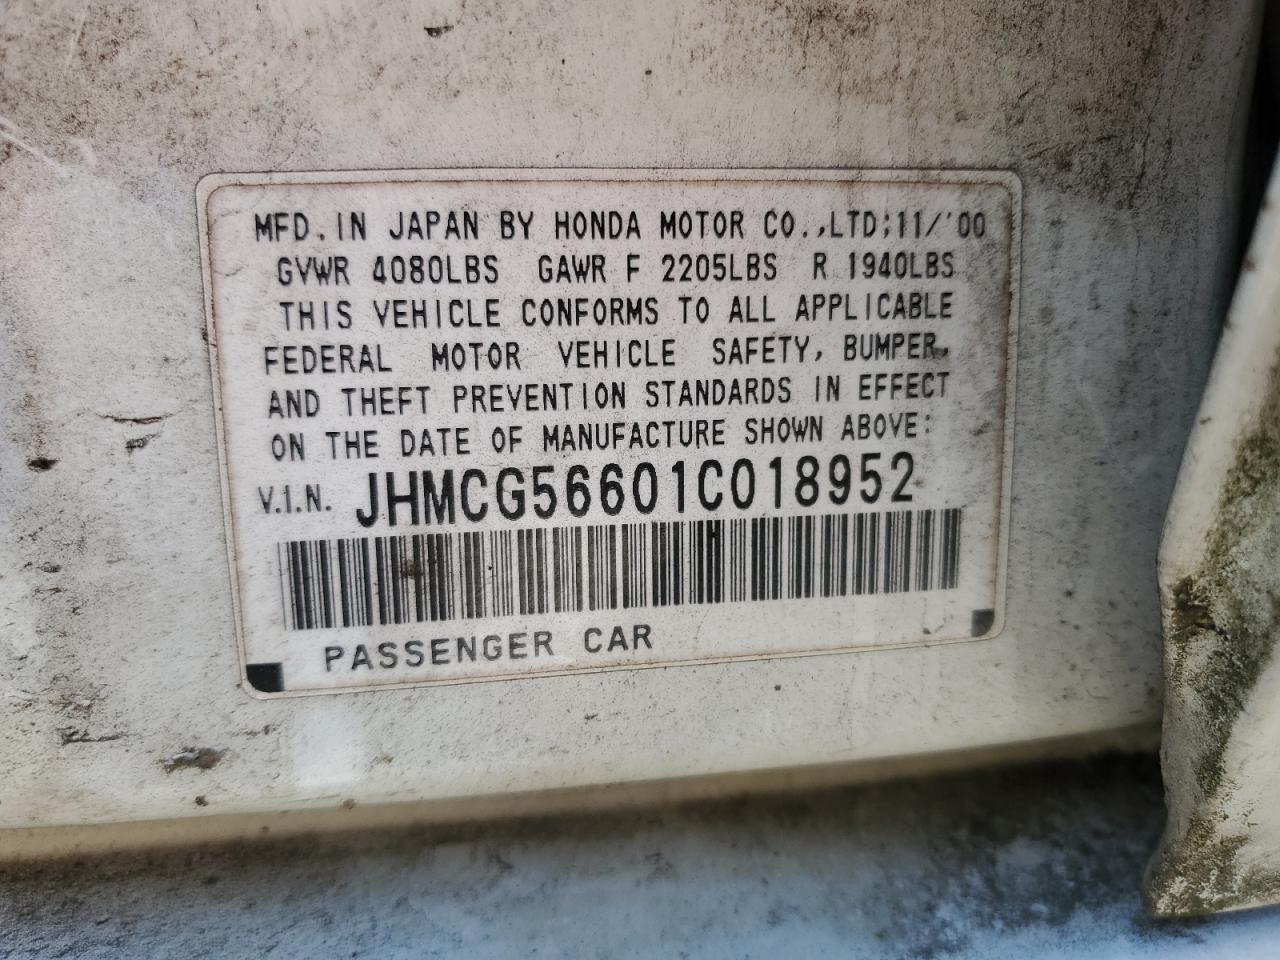 MFD. IN JAPAN BY HONDA MOTOR CO.,LTD;11/'00
GVWR 4080LBS GAWR F 2205LBS R 1940LBS
THIS VEHICLE CONFORMS TO ALL APPLICABLE
FEDERAL MOTOR VEHICLE SAFETY, BUMPER,
AND THEFT PREVENTION STANDARDS IN EFFECT
ON THE DATE OF MANUFACTURE SHOWN ABOVE:
V.I.N. JHMCG56601C018952
PASSENGER CAR